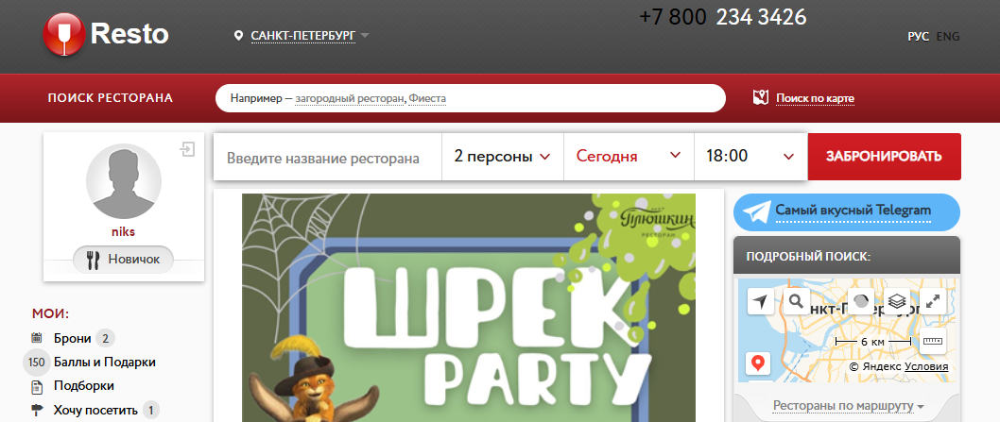 +7 800 234 3426
Resto
САНКТ-ПЕТЕРБУРГ
РУС ENG
ПОИСК РЕСТОРАНА
Например — загородный ресторан, Фиеста
Поиск по карте
Введите название ресторана
2 персоны
Сегодня
18:00
ЗАБРОНИРОВАТЬ
niks
Новичок
МОИ:
Брони 2
150 Баллы и Подарки
Подборки
Хочу посетить 1
Плюшкин
РЕСТОРАН
ШРЕК
PARTY
Самый вкусный Telegram
ПОДРОБНЫЙ ПОИСК:
нкт-Петербург
6 км
© Яндекс Условия
Рестораны по маршруту